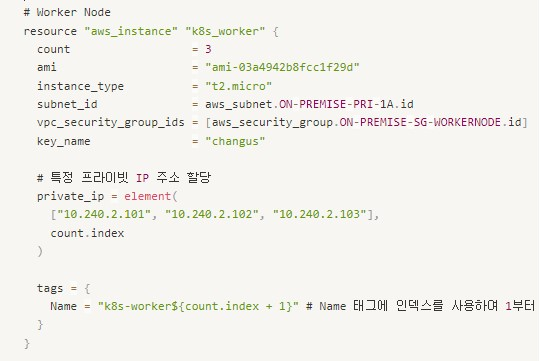 # Worker Node
resource "aws_instance" "k8s_worker" {
count = 3
ami = "ami-03a4942b8fcc1f29d"
instance_type = "t2.micro"
subnet_id = aws_subnet.ON-PREMISE-PRI-1A.id
vpc_security_group_ids = [aws_security_group.ON-PREMISE-SG-WORKERNODE.id]
key_name = "changus"
# 특정 프라이빗 IP 주소 할당
private_ip = element(
["10.240.2.101", "10.240.2.102", "10.240.2.103"],
count.index
)
tags = {
Name = "k8s-worker${count.index + 1}" # Name 태그에 인덱스를 사용하여 1부터
}
}